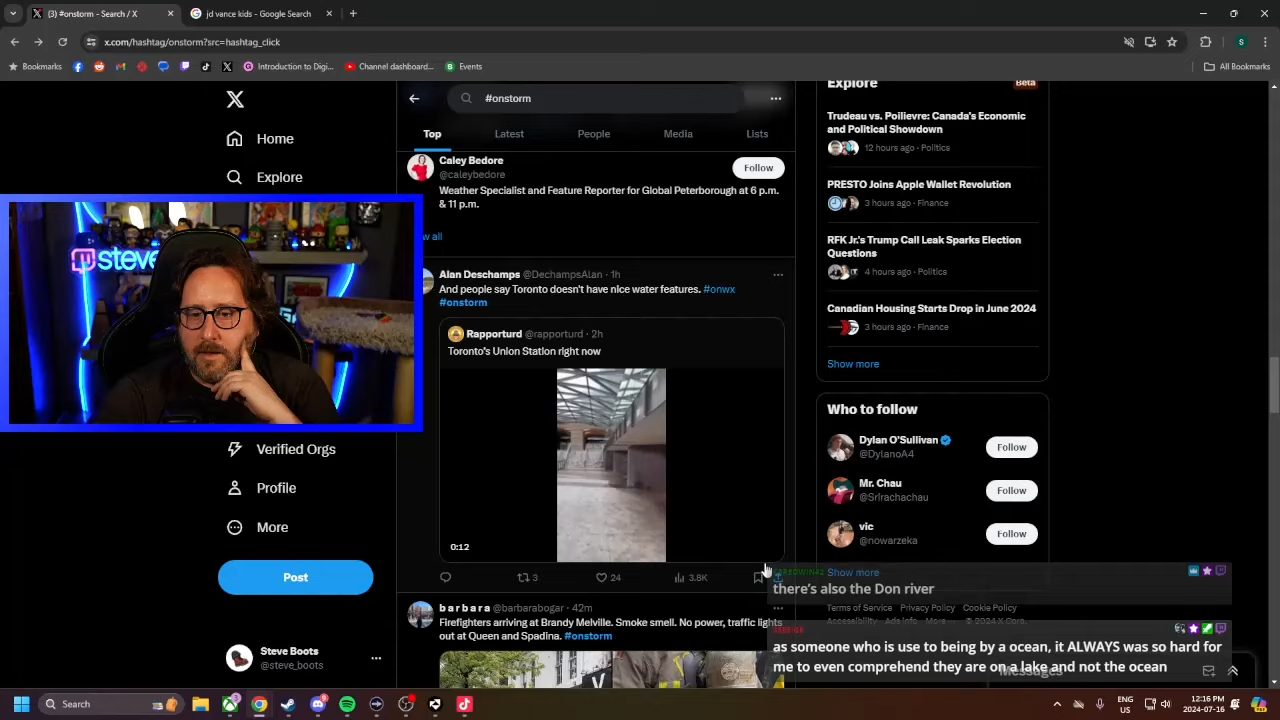 (3) #onstorm - Search / X
jd vance kids - Google Search
x.com/hashtag/onstorm?src=hashtag_click
Bookmarks
Introduction to Digi...
Channel dashboard...
Events
All Bookmarks
Home
Explore
Verified Orgs
Profile
More
Post
Steve Boots
@steve_boots
steve
#onstorm
Top
Latest
People
Media
Lists
Caley Bedore
@caleybedore
Follow
Weather Specialist and Feature Reporter for Global Peterborough at 6 p.m.
& 11 p.m.
w all
Alan Deschamps @DechampsAlan · 1h
And people say Toronto doesn't have nice water features. #onwx
#onstorm
Rapporturd @rapporturd · 2h
Toronto's Union Station right now
0:12
3
24
3.8K
barbara @barbarabogar · 42m
Firefighters arriving at Brandy Melville. Smoke smell. No power, traffic lights
out at Queen and Spadina. #onstorm
Explore
Beta
Trudeau vs. Poilievre: Canada's Economic
and Political Showdown
12 hours ago · Politics
PRESTO Joins Apple Wallet Revolution
3 hours ago · Finance
RFK Jr.'s Trump Call Leak Sparks Election
Questions
4 hours ago · Politics
Canadian Housing Starts Drop in June 2024
3 hours ago · Finance
Show more
Who to follow
Dylan O'Sullivan
@DylanoA4
Follow
Mr. Chau
@Srirachachau
Follow
vic
@nowarzeka
Follow
Show more
there's also the Don river
Terms of Service Privacy Policy Cookie Policy
Accessibility Ads info More ... © 2024 X Corp.
as someone who is use to being by a ocean, it ALWAYS was so hard for
me to even comprehend they are on a lake and not the ocean
Messages
Search
ENG
US
12:16 PM
2024-07-16